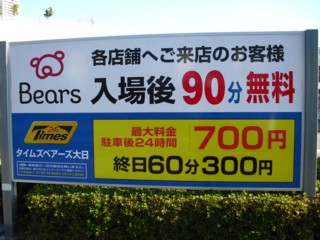 各店舗へご来店のお客様
Bears
入場後90分無料
24h
Times
タイムズベアーズ大日
最大料金
駐車後24時間
700円
終日60分300円